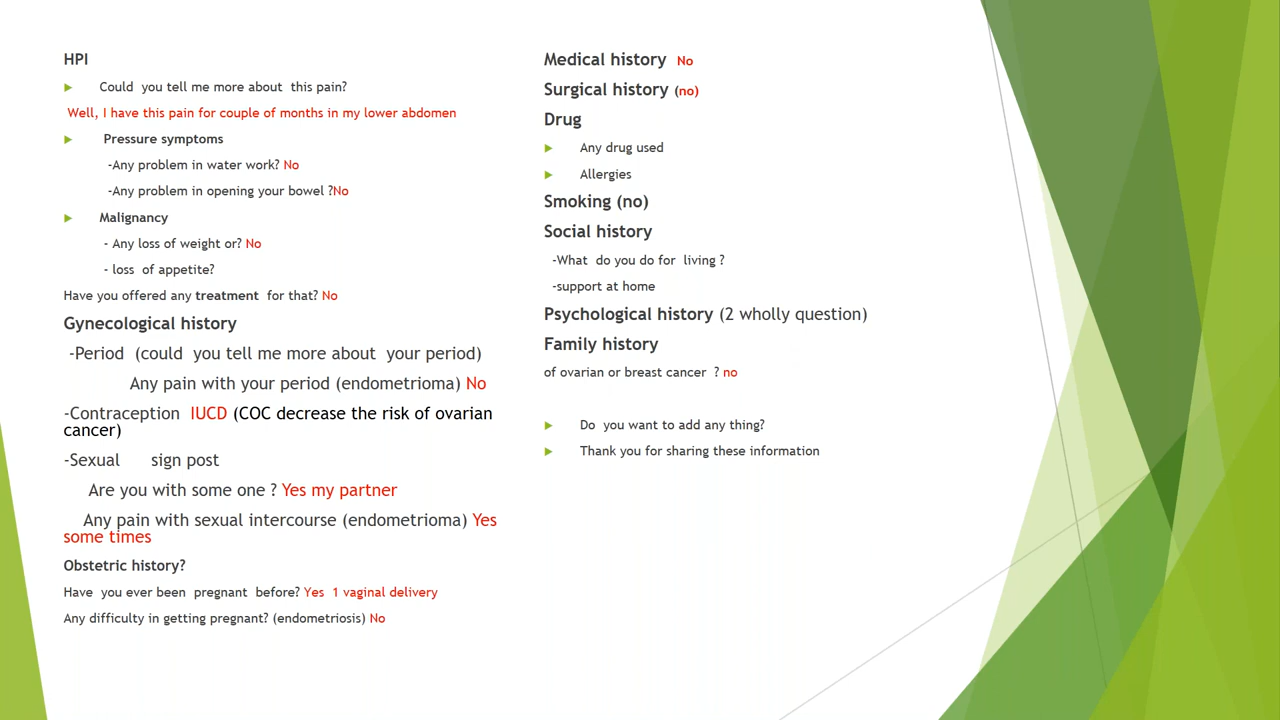 HPI
Could you tell me more about this pain?
Well, I have this pain for couple of months in my lower abdomen
Pressure symptoms
-Any problem in water work? No
-Any problem in opening your bowel ?No
Malignancy
- Any loss of weight or? No
- loss of appetite?
Have you offered any treatment for that? No
Gynecological history
-Period (could you tell me more about your period)
Any pain with your period (endometrioma) No
-Contraception IUCD (COC decrease the risk of ovarian
cancer)
-Sexual sign post
Are you with some one ? Yes my partner
Any pain with sexual intercourse (endometrioma) Yes
some times
Obstetric history?
Have you ever been pregnant before? Yes 1 vaginal delivery
Any difficulty in getting pregnant? (endometriosis) No
Medical history No
Surgical history (no)
Drug
Any drug used
Allergies
Smoking (no)
Social history
-What do you do for living ?
-support at home
Psychological history (2 wholly question)
Family history
of ovarian or breast cancer ? no
Do you want to add any thing?
Thank you for sharing these information